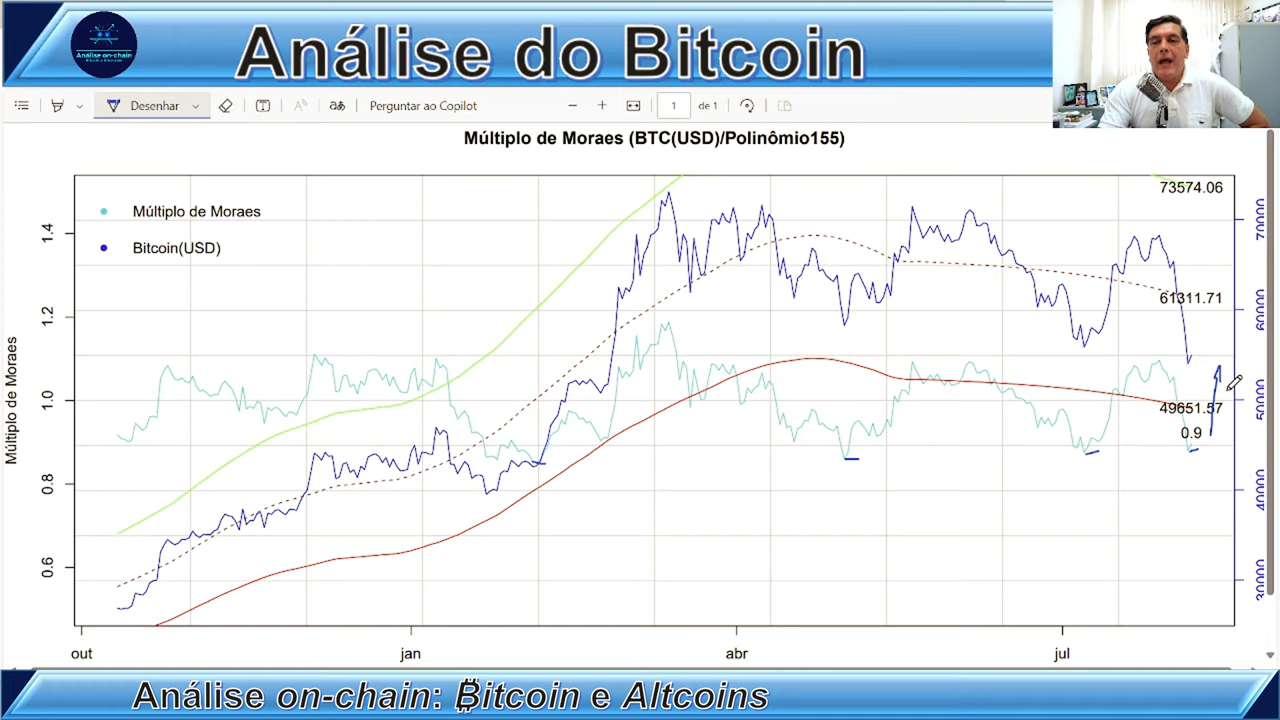 Análise do Bitcoin
Análise on-chain
Desenhar
Perguntar ao Copilot
1
de 1
Múltiplo de Moraes (BTC(USD)/Polinômio155)
Múltiplo de Moraes
Bitcoin(USD)
73574.06
61311.71
49651.57
0.9
Múltiplo de Moraes
1.4
1.2
1.0
0.8
0.6
70000
60000
50000
40000
30000
out
jan
abr
jul
Análise on-chain: ₿itcoin e Altcoins